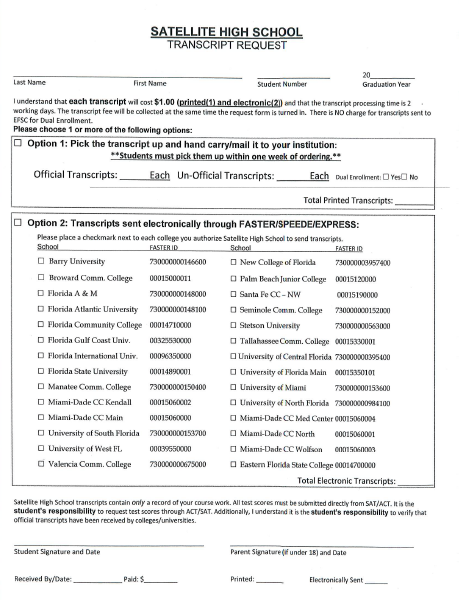 SATELLITE HIGH SCHOOL
TRANSCRIPT REQUEST
20
Last Name First Name Student Number Graduation Year
I understand that each transcript will cost $1.00 (printed(1) and electronic(2)) and that the transcript processing time is 2
working days. The transcript fee will be collected at the same time the request form is turned in. There is NO charge for transcripts sent to
EFSC for Dual Enrollment.
Please choose 1 or more of the following options:
☐ Option 1: Pick the transcript up and hand carry/mail it to your institution:
**Students must pick them up within one week of ordering.**
Official Transcripts: ______ Each Un-Official Transcripts: ______ Each Dual Enrollment: ☐ Yes ☐ No
Total Printed Transcripts: ________
☐ Option 2: Transcripts sent electronically through FASTER/SPEEDE/EXPRESS:
Please place a checkmark next to each college you authorize Satellite High School to send transcripts.
School FASTER ID School FASTER ID
☐ Barry University 730000000146600 ☐ New College of Florida 730000003957400
☐ Broward Comm. College 00015000011 ☐ Palm Beach Junior College 00015120000
☐ Florida A & M 730000000148000 ☐ Santa Fe CC – NW 00015190000
☐ Florida Atlantic University 730000000148100 ☐ Seminole Comm. College 730000000152000
☐ Florida Community College 00014710000 ☐ Stetson University 730000000563000
☐ Florida Gulf Coast Univ. 00325530000 ☐ Tallahassee Comm. College 00015330001
☐ Florida International Univ. 00096350000 ☐ University of Central Florida 730000000395400
☐ Florida State University 00014890001 ☐ University of Florida Main 00015350101
☐ Manatee Comm. College 730000000150400 ☐ University of Miami 730000000153600
☐ Miami-Dade CC Kendall 00015060002 ☐ University of North Florida 730000000984100
☐ Miami-Dade CC Main 00015060000 ☐ Miami-Dade CC Med Center 00015060004
☐ University of South Florida 730000000153700 ☐ Miami-Dade CC North 00015060001
☐ University of West FL 00039550000 ☐ Miami-Dade CC Wolfson 00015060003
☐ Valencia Comm. College 730000000675000 ☐ Eastern Florida State College 00014700000
Total Electronic Transcripts: ________
Satellite High School transcripts contain only a record of your course work. All test scores must be submitted directly from SAT/ACT. It is the
student's responsibility to request test scores through ACT/SAT. Additionally, I understand it is the student's responsibility to verify that
official transcripts have been received by colleges/universities.
Student Signature and Date Parent Signature (if under 18) and Date
Received By/Date: ________ Paid: $________ Printed: ______ Electronically Sent ______